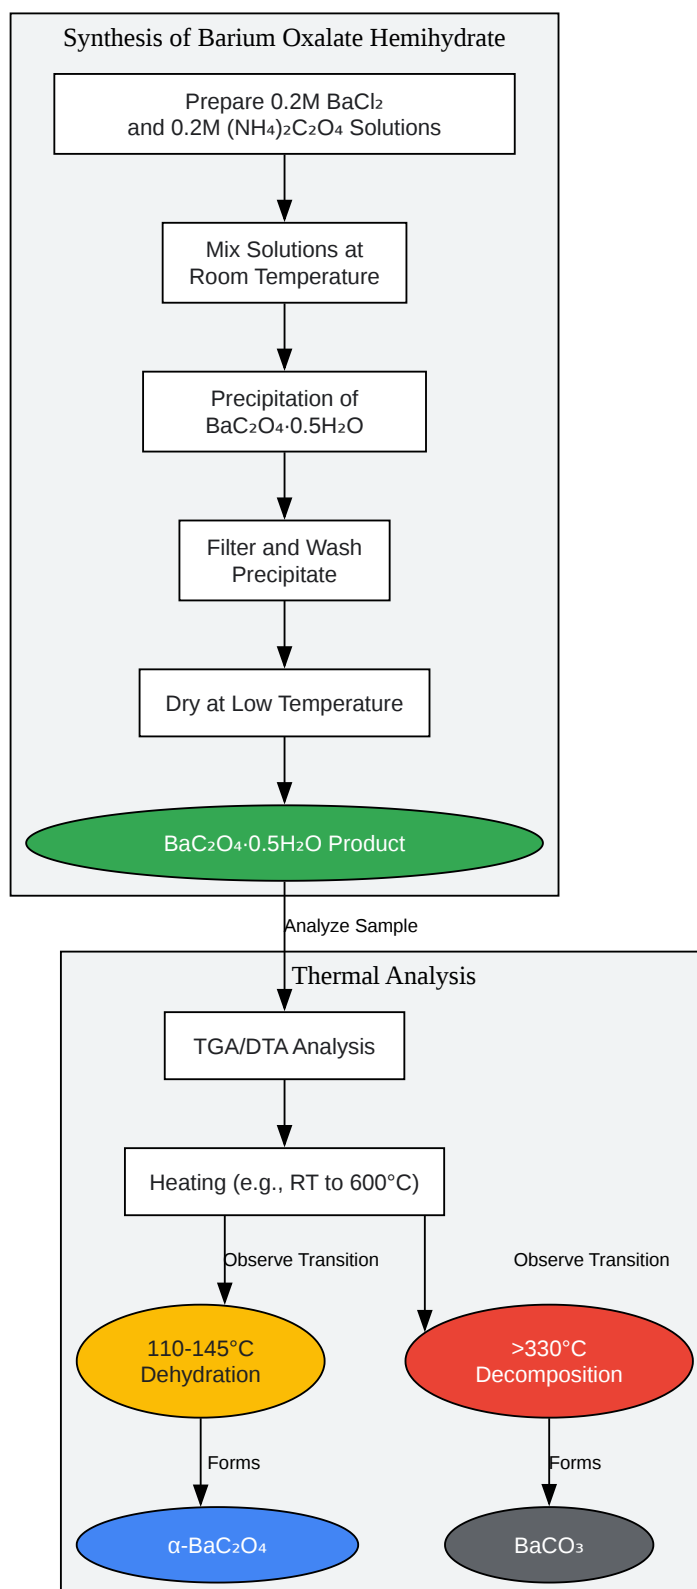 Synthesis of Barium Oxalate Hemihydrate
Prepare 0.2M BaCl₂
and 0.2M (NH₄)₂C₂O₄ Solutions
Mix Solutions at
Room Temperature
Precipitation of
BaC₂O₄·0.5H₂O
Filter and Wash
Precipitate
Dry at Low Temperature
BaC₂O₄·0.5H₂O Product
Analyze Sample
Thermal Analysis
TGA/DTA Analysis
Heating (e.g., RT to 600°C)
Observe Transition
Observe Transition
110-145°C
Dehydration
>330°C
Decomposition
Forms
Forms
α-BaC₂O₄
BaCO₃